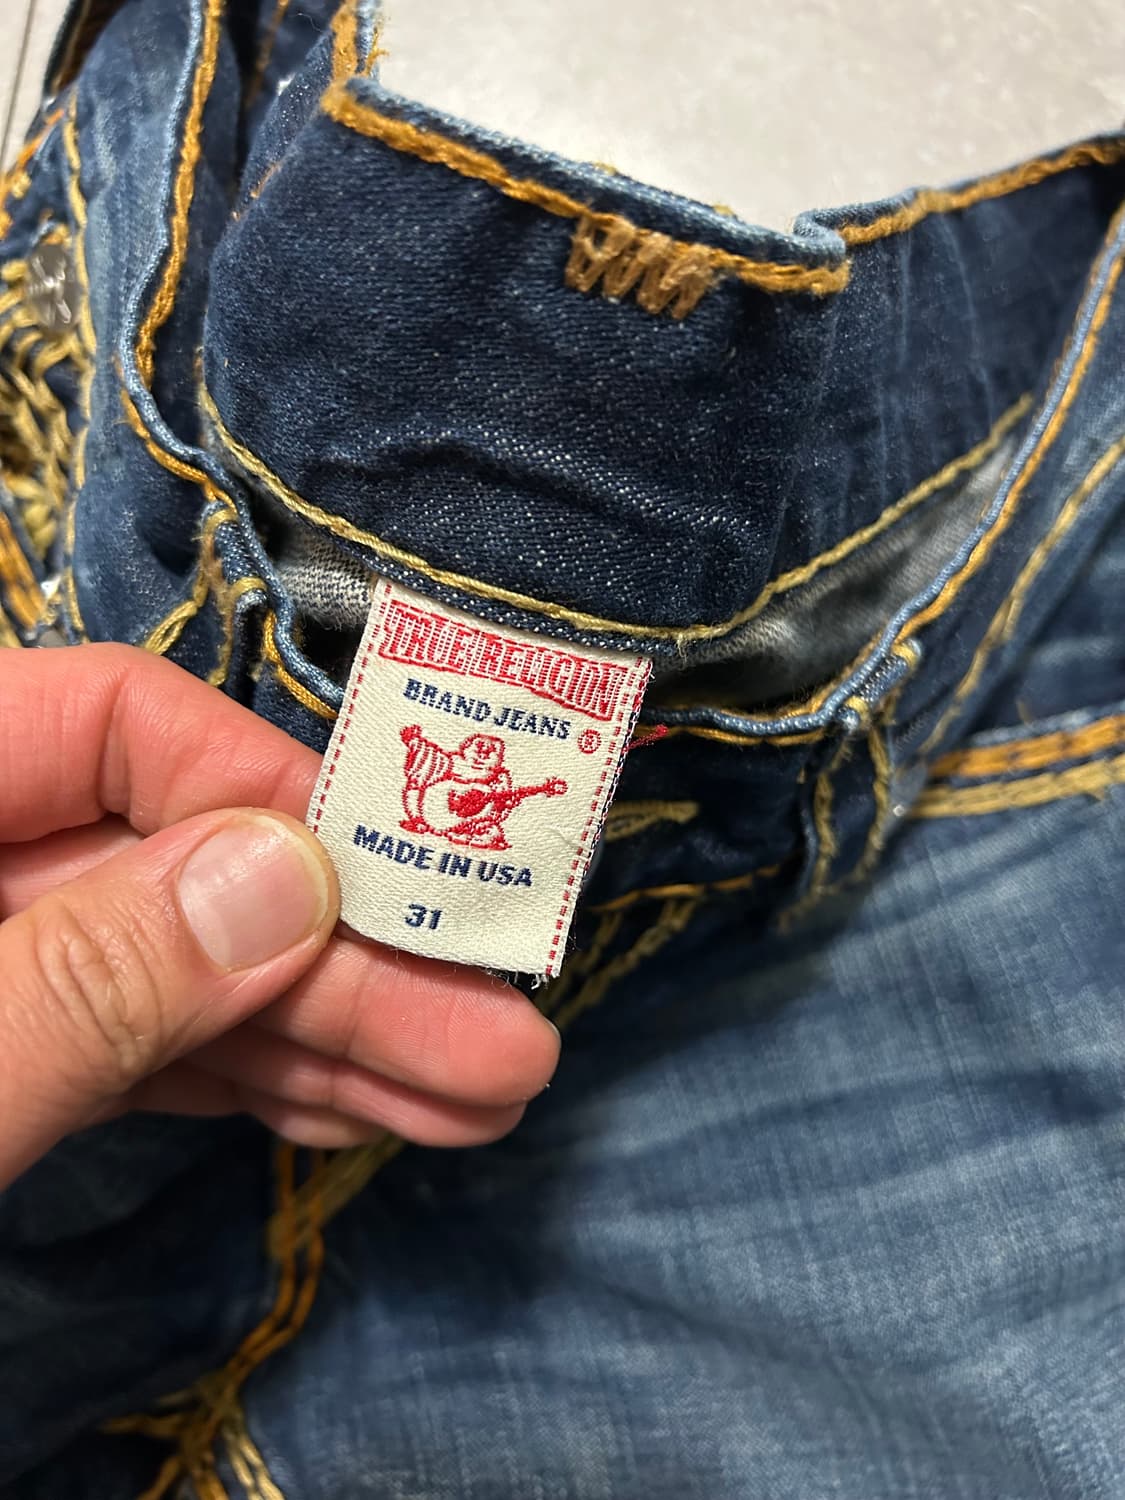 TRUE RELIGION
BRAND JEANS ®
MADE IN USA
31